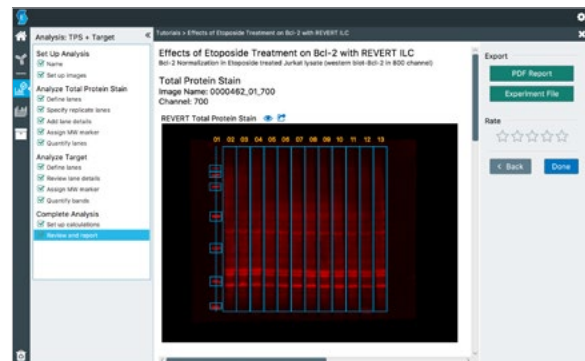 Analysis: TPS + Target
Tutorials > Effects of Etoposide Treatment on Bcl-2 with REVERT ILC
Set Up Analysis
Name
Set up images
Analyze Total Protein Stain
Define lanes
Specify replicate lanes
Add lane details
Assign MW marker
Quantify lanes
Analyze Target
Define lanes
Review lane details
Assign MW marker
Quantify bands
Complete Analysis
Set up calculations
Review and report
Effects of Etoposide Treatment on Bcl-2 with REVERT ILC
Bcl-2 Normalization in Etoposide treated Jurkat lysate (western blot-Bcl-2 in 800 channel)
Total Protein Stain
Image Name: 0000462_01_700
Channel: 700
REVERT Total Protein Stain
01 02 03 04 05 06 07 08 09 10 11 12 13
Export
PDF Report
Experiment File
Rate
< Back
Done